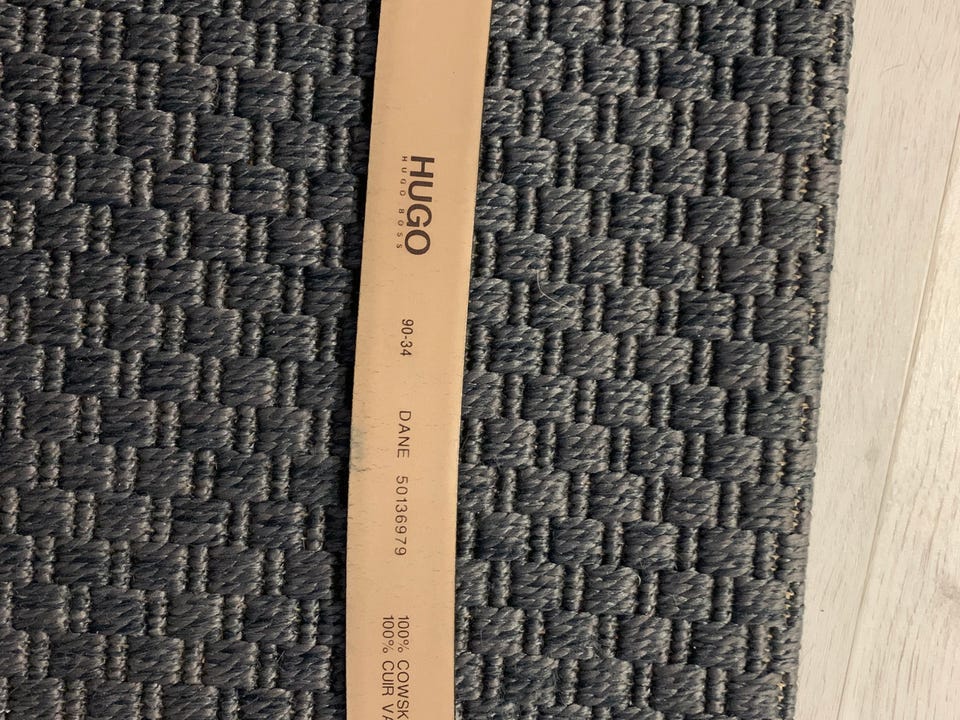 HUGO
HUGO BOSS
90-34
DANE 50136979
100% COWSK
100% CUIR VA